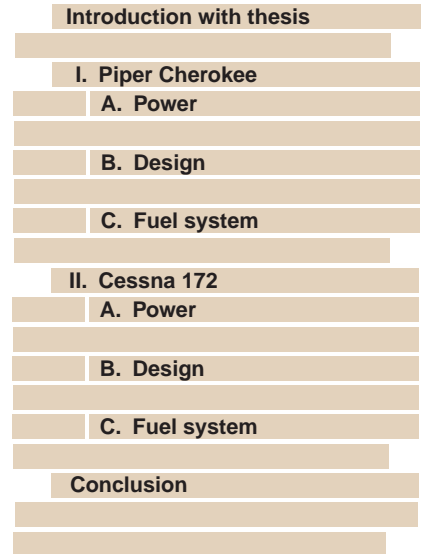 Introduction with thesis
I. Piper Cherokee
A. Power
B. Design
C. Fuel system
II. Cessna 172
A. Power
B. Design
C. Fuel system
Conclusion